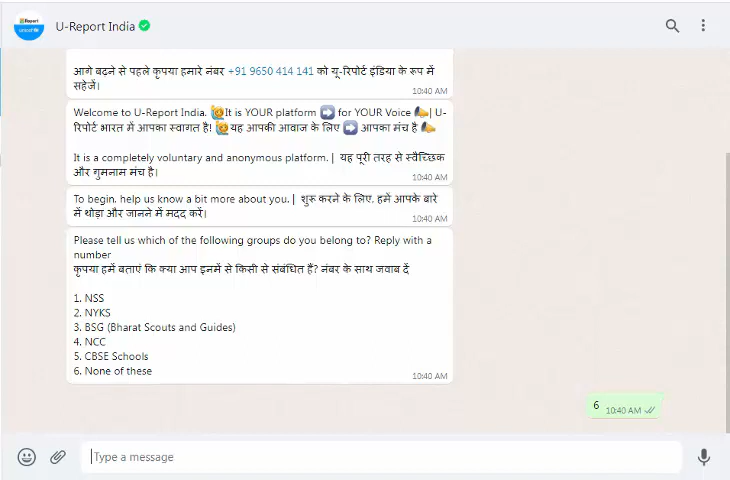 U-Report India
आगे बढने से पहले कृपया हमारे नंबर +91 9650 414 141 को यू-रिपोर्ट इंडिया के रूप में
सहेजें।
10:40 AM
Welcome to U-Report India. 🙋It is YOUR platform ➡️ for YOUR Voice 📣| U-
रिपोर्ट भारत में आपका स्वागत है! 🙋यह आपकी आवाज के लिए ➡️ आपका मंच है 📣
It is a completely voluntary and anonymous platform. | यह पूरी तरह से स्वैच्छिक
और गुमनाम मंच है।
10:40 AM
To begin, help us know a bit more about you. | शुरू करने के लिए, हमें आपके बारे
में थोड़ा और जानने में मदद करें।
10:40 AM
Please tell us which of the following groups do you belong to? Reply with a
number
कृपया हमें बताएं कि क्या आप इनमें से किसी से संबंधित हैं? नंबर के साथ जवाब दें
1. NSS
2. NYKS
3. BSG (Bharat Scouts and Guides)
4. NCC
5. CBSE Schools
6. None of these
10:40 AM
6 10:40 AM
Type a message